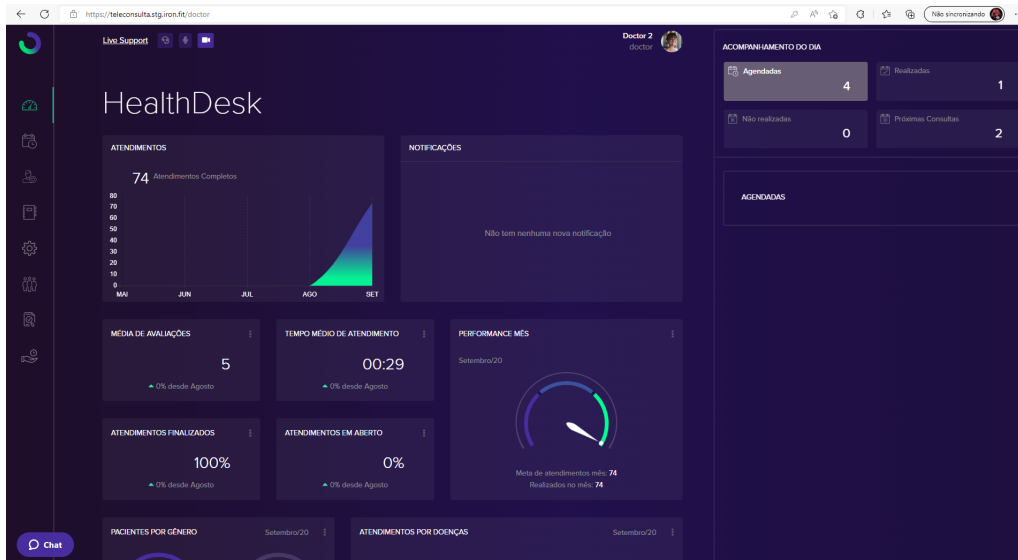 https://teleconsulta.stg.iron.fit/doctor
Não sincronizando
Live Support
Doctor 2
doctor
HealthDesk
ATENDIMENTOS
74 Atendimentos Completos
80
70
60
50
40
30
20
10
0
MAI JUN JUL AGO SET
NOTIFICAÇÕES
Não tem nenhuma nova notificação
MÉDIA DE AVALIAÇÕES
5
0% desde Agosto
TEMPO MÉDIO DE ATENDIMENTO
00:29
0% desde Agosto
PERFORMANCE MÊS
Setembro/20
Meta de atendimentos mês: 74
Realizados no mês: 74
ATENDIMENTOS FINALIZADOS
100%
0% desde Agosto
ATENDIMENTOS EM ABERTO
0%
0% desde Agosto
PACIENTES POR GÊNERO Setembro/20
ATENDIMENTOS POR DOENÇAS Setembro/20
Chat
ACOMPANHAMENTO DO DIA
Agendadas
4
Realizadas
1
Não realizadas
0
Próximas Consultas
2
AGENDADAS